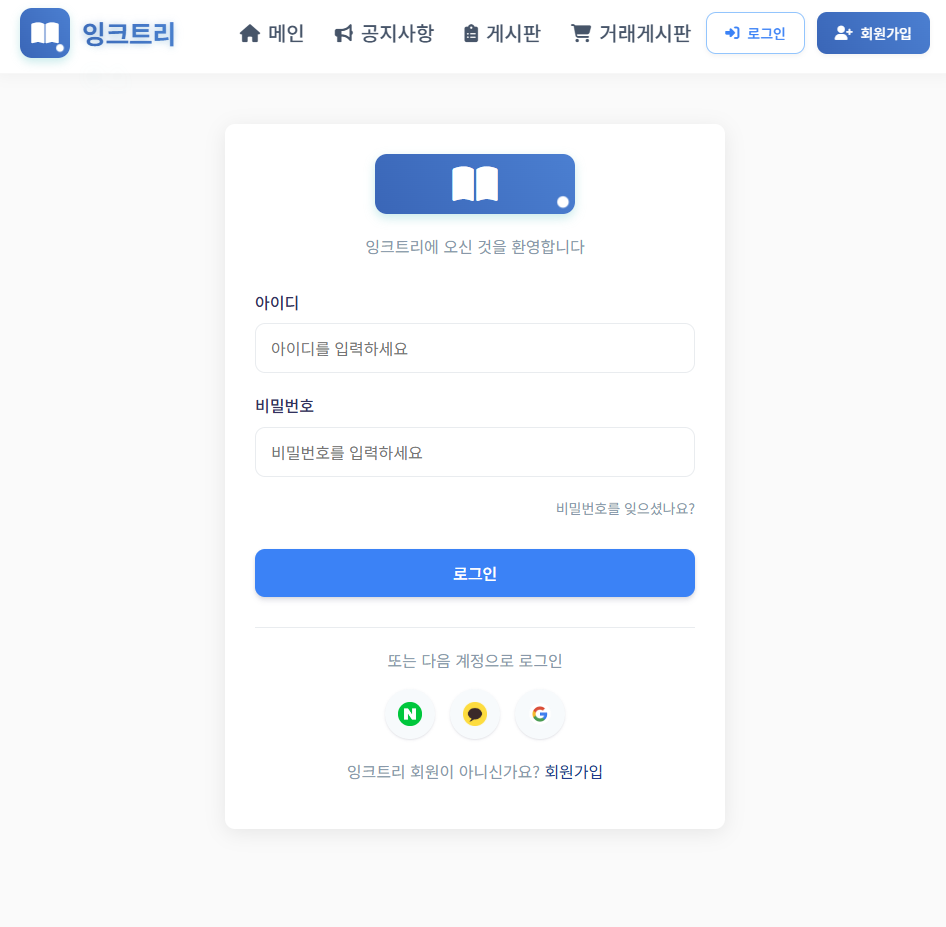 잉크트리
메인 공지사항 게시판 거래게시판 로그인 회원가입
잉크트리에 오신 것을 환영합니다
아이디
아이디를 입력하세요
비밀번호
비밀번호를 입력하세요
비밀번호를 잊으셨나요?
로그인
또는 다음 계정으로 로그인
N G
잉크트리 회원이 아니신가요? 회원가입